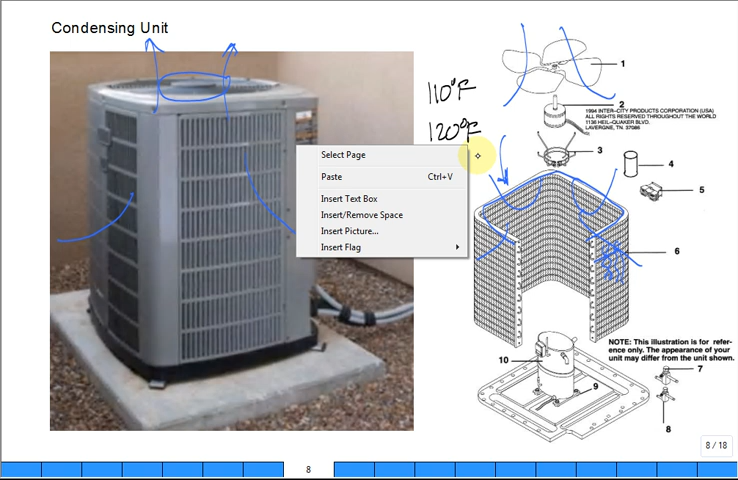 Condensing Unit
110°F
120°F
Select Page
Paste Ctrl+V
Insert Text Box
Insert/Remove Space
Insert Picture...
Insert Flag
1
2
1994 INTER-CITY PRODUCTS CORPORATION (USA)
ALL RIGHTS RESERVED THROUGHOUT THE WORLD
1136 HEIL-QUAKER BLVD.
LAVERGNE, TN. 37086
3
4
5
6
NOTE: This illustration is for refer-
ence only. The appearance of your
unit may differ from the unit shown.
7
10
9
8
8 / 18
8